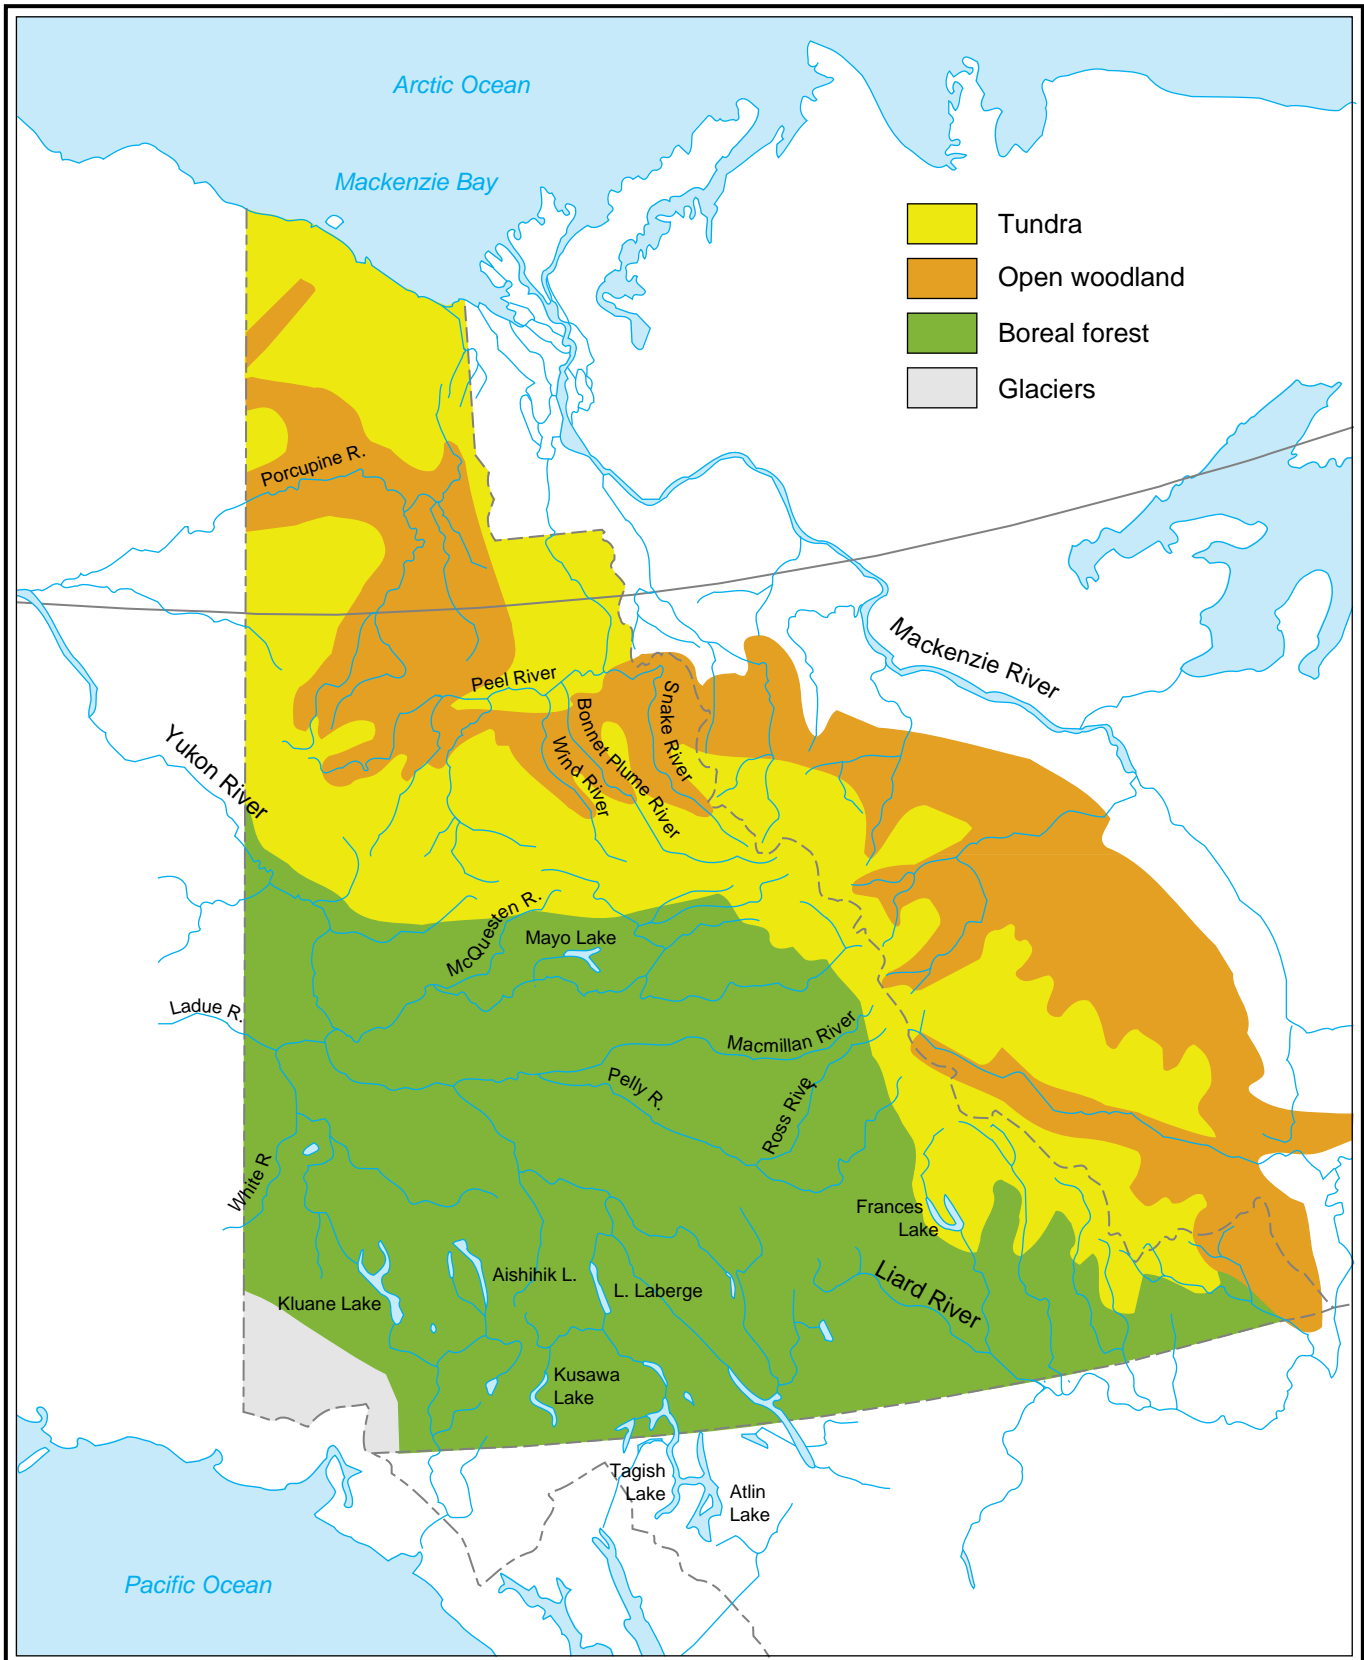 Arctic Ocean
Mackenzie Bay
Tundra
Open woodland
Boreal forest
Glaciers
Porcupine R.
Mackenzie River
Peel River
Snake River
Bonnet Plume River
Wind River
Yukon River
McQuesten R.
Mayo Lake
Ladue R.
Macmillan River
Pelly R.
Ross Rive
White R
Frances
Lake
Aishihik L.
L. Laberge
Liard River
Kluane Lake
Kusawa
Lake
Tagish
Lake
Atlin
Lake
Pacific Ocean